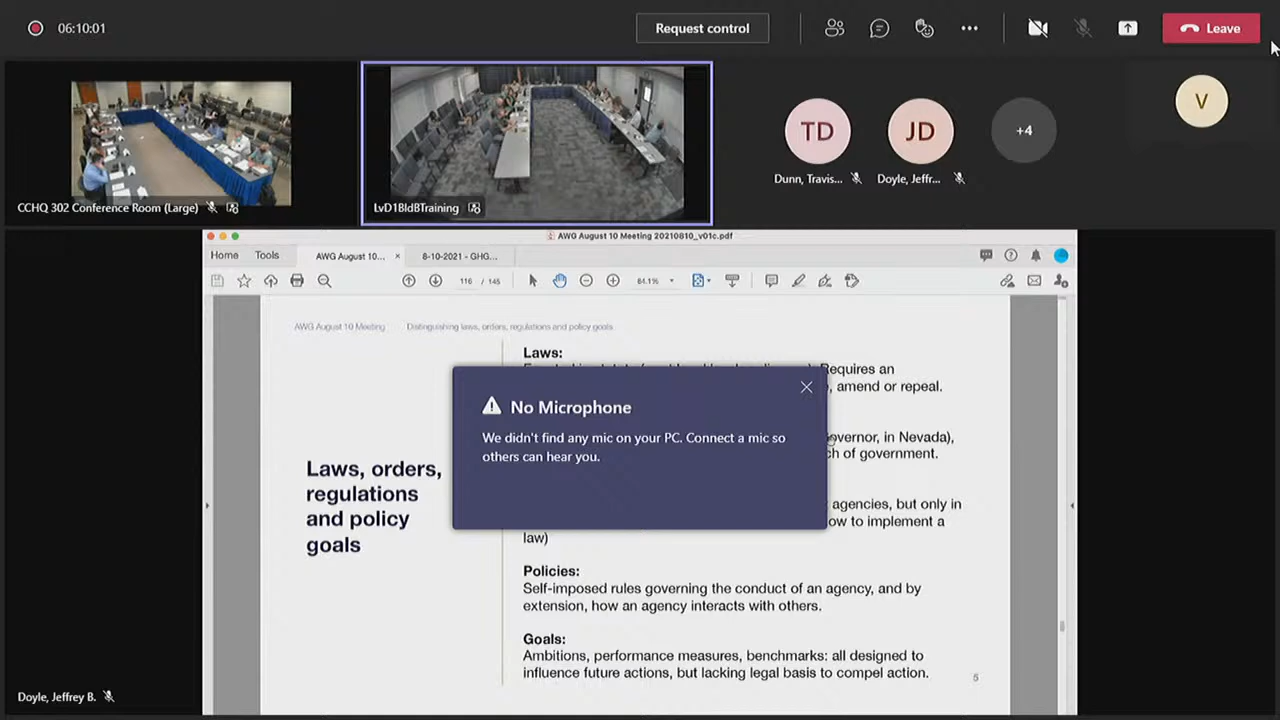 06:10:01
Request control
Leave
CCHQ 302 Conference Room (Large)
LvD1BldBTraining
TD
JD
+4
V
Dunn, Travis...
Doyle, Jeffr...
AWG August 10 Meeting 20210810_v01c.pdf
Home
Tools
AWG August 10...
×
8-10-2021 - GHG...
116 / 145
84.1%
AWG August 10 Meeting
Distinguishing laws, orders, regulations and policy goals
Laws:
Requires an
, amend or repeal.
overnor, in Nevada),
ch of government.
agencies, but only in
ow to implement a
law)
No Microphone
We didn't find any mic on your PC. Connect a mic so
others can hear you.
Laws, orders,
regulations
and policy
goals
Policies:
Self-imposed rules governing the conduct of an agency, and by
extension, how an agency interacts with others.
Goals:
Ambitions, performance measures, benchmarks: all designed to
influence future actions, but lacking legal basis to compel action.
5
Doyle, Jeffrey B.